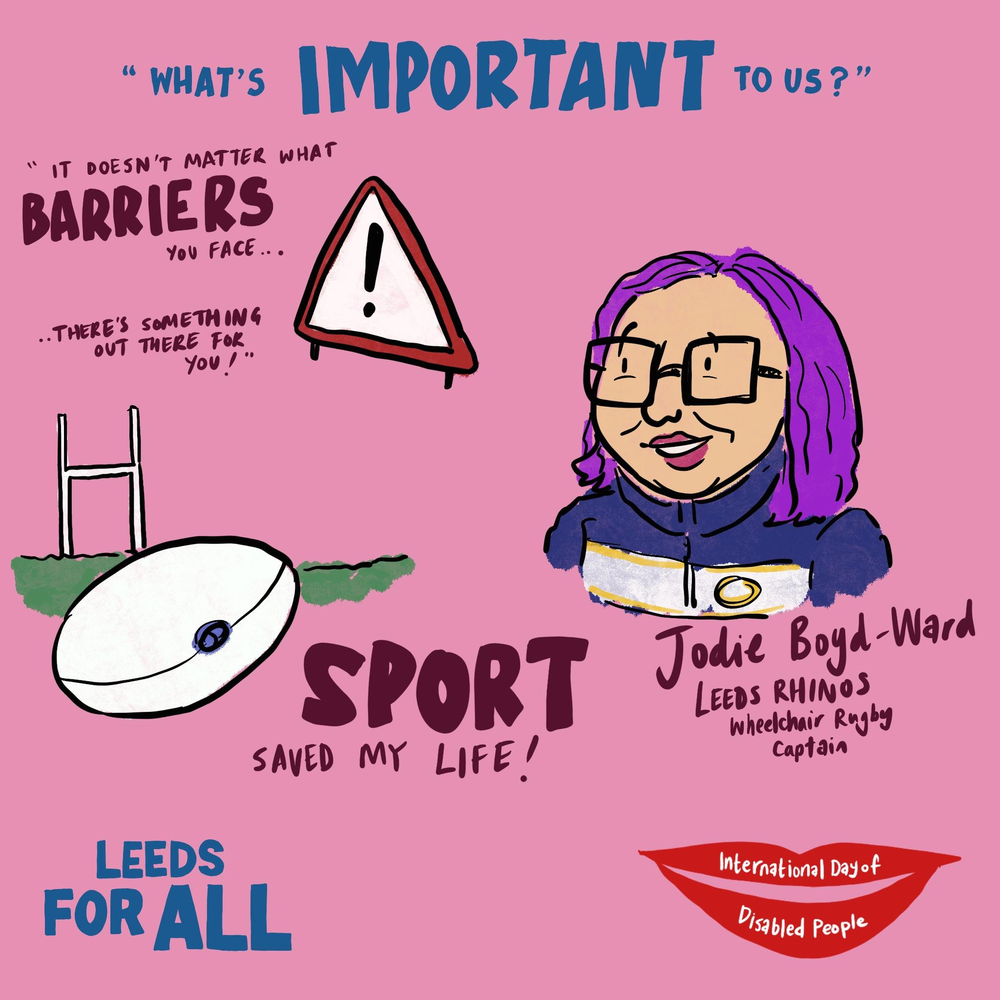 “ WHAT'S IMPORTANT TO US? ”
“ IT DOESN'T MATTER WHAT
BARRIERS
YOU FACE...
..THERE'S SOMETHING
OUT THERE FOR
YOU! ”
!
SPORT
SAVED MY LIFE!
Jodie Boyd-Ward
LEEDS RHINOS
Wheelchair Rugby
Captain
LEEDS
FOR ALL
International Day of
Disabled People